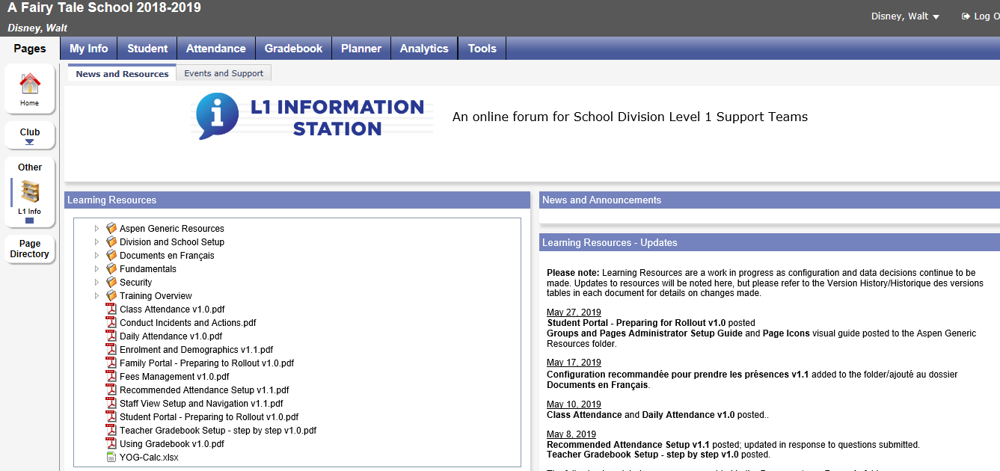 A Fairy Tale School 2018-2019
Disney, Walt
Disney, Walt
Log O
Pages
My Info
Student
Attendance
Gradebook
Planner
Analytics
Tools
Home
Club
Other
L1 Info
Page
Directory
News and Resources
Events and Support
L1 INFORMATION
STATION
An online forum for School Division Level 1 Support Teams
Learning Resources
Aspen Generic Resources
Division and School Setup
Documents en Français
Fundamentals
Security
Training Overview
Class Attendance v1.0.pdf
Conduct Incidents and Actions.pdf
Daily Attendance v1.0.pdf
Enrolment and Demographics v1.1.pdf
Family Portal - Preparing to Rollout v1.0.pdf
Fees Management v1.0.pdf
Recommended Attendance Setup v1.1.pdf
Staff View Setup and Navigation v1.1.pdf
Student Portal - Preparing to Rollout v1.0.pdf
Teacher Gradebook Setup - step by step v1.0.pdf
Using Gradebook v1.0.pdf
YOG-Calc.xlsx
News and Announcements
Learning Resources - Updates
Please note: Learning Resources are a work in progress as configuration and data decisions continue to be
made. Updates to resources will be noted here, but please refer to the Version History/Historique des versions
tables in each document for details on changes made.
May 27, 2019
Student Portal - Preparing for Rollout v1.0 posted
Groups and Pages Administrator Setup Guide and Page Icons visual guide posted to the Aspen Generic
Resources folder.
May 17, 2019
Configuration recommandée pour prendre les présences v1.1 added to the folder/ajouté au dossier
Documents en Français.
May 10, 2019
Class Attendance and Daily Attendance v1.0 posted..
May 8, 2019
Recommended Attendance Setup v1.1 posted; updated in response to questions submitted.
Teacher Gradebook Setup - step by step v1.0 posted.